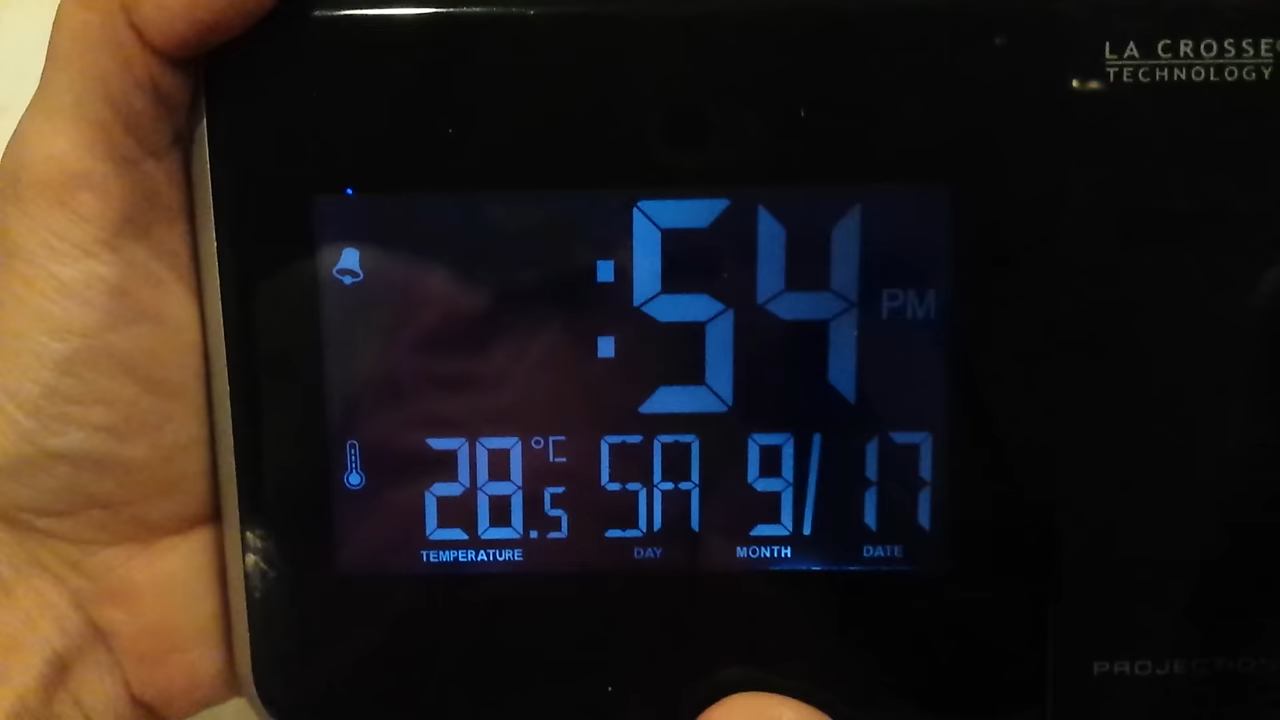 LA CROSSE
TECHNOLOGY
:54 PM
28.5 °C SA 9/17
TEMPERATURE DAY MONTH DATE